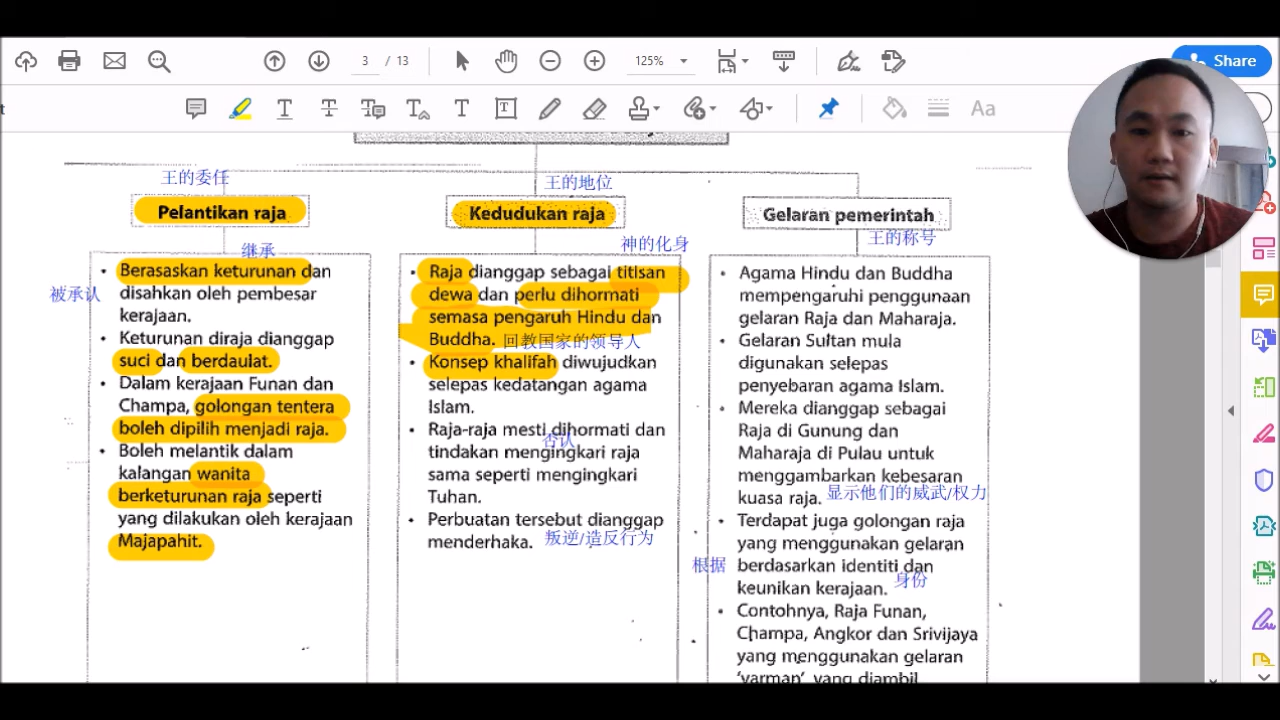 3 / 13
125%
Share
Aa
王的委任
Pelantikan raja
继承
• Berasaskan keturunan dan
被承认
disahkan oleh pembesar
kerajaan.
• Keturunan diraja dianggap
suci dan berdaulat.
• Dalam kerajaan Funan dan
Champa, golongan tentera
boleh dipilih menjadi raja.
• Boleh melantik dalam
kalangan wanita
berketurunan raja seperti
yang dilakukan oleh kerajaan
Majapahit.
王的地位
Kedudukan raja
神的化身
• Raja dianggap sebagai titisan
dewa dan perlu dihormati
semasa pengaruh Hindu dan
Buddha. 回教国家的领导人
• Konsep khalifah diwujudkan
selepas kedatangan agama
Islam.
• Raja-raja mesti dihormati dan
否认
tindakan mengingkari raja
sama seperti mengingkari
Tuhan.
• Perbuatan tersebut dianggap
menderhaka. 叛逆/造反行为
Gelaran pemerintah
王的称号
• Agama Hindu dan Buddha
mempengaruhi penggunaan
gelaran Raja dan Maharaja.
• Gelaran Sultan mula
digunakan selepas
penyebaran agama Islam.
• Mereka dianggap sebagai
Raja di Gunung dan
Maharaja di Pulau untuk
menggambarkan kebesaran
kuasa raja. 显示他们的威武/权力
• Terdapat juga golongan raja
yang menggunakan gelaran
根据 berdasarkan identiti dan
keunikan kerajaan. 身份
• Contohnya, Raja Funan,
Champa, Angkor dan Srivijaya
yang menggunakan gelaran
'varman' yang diambil